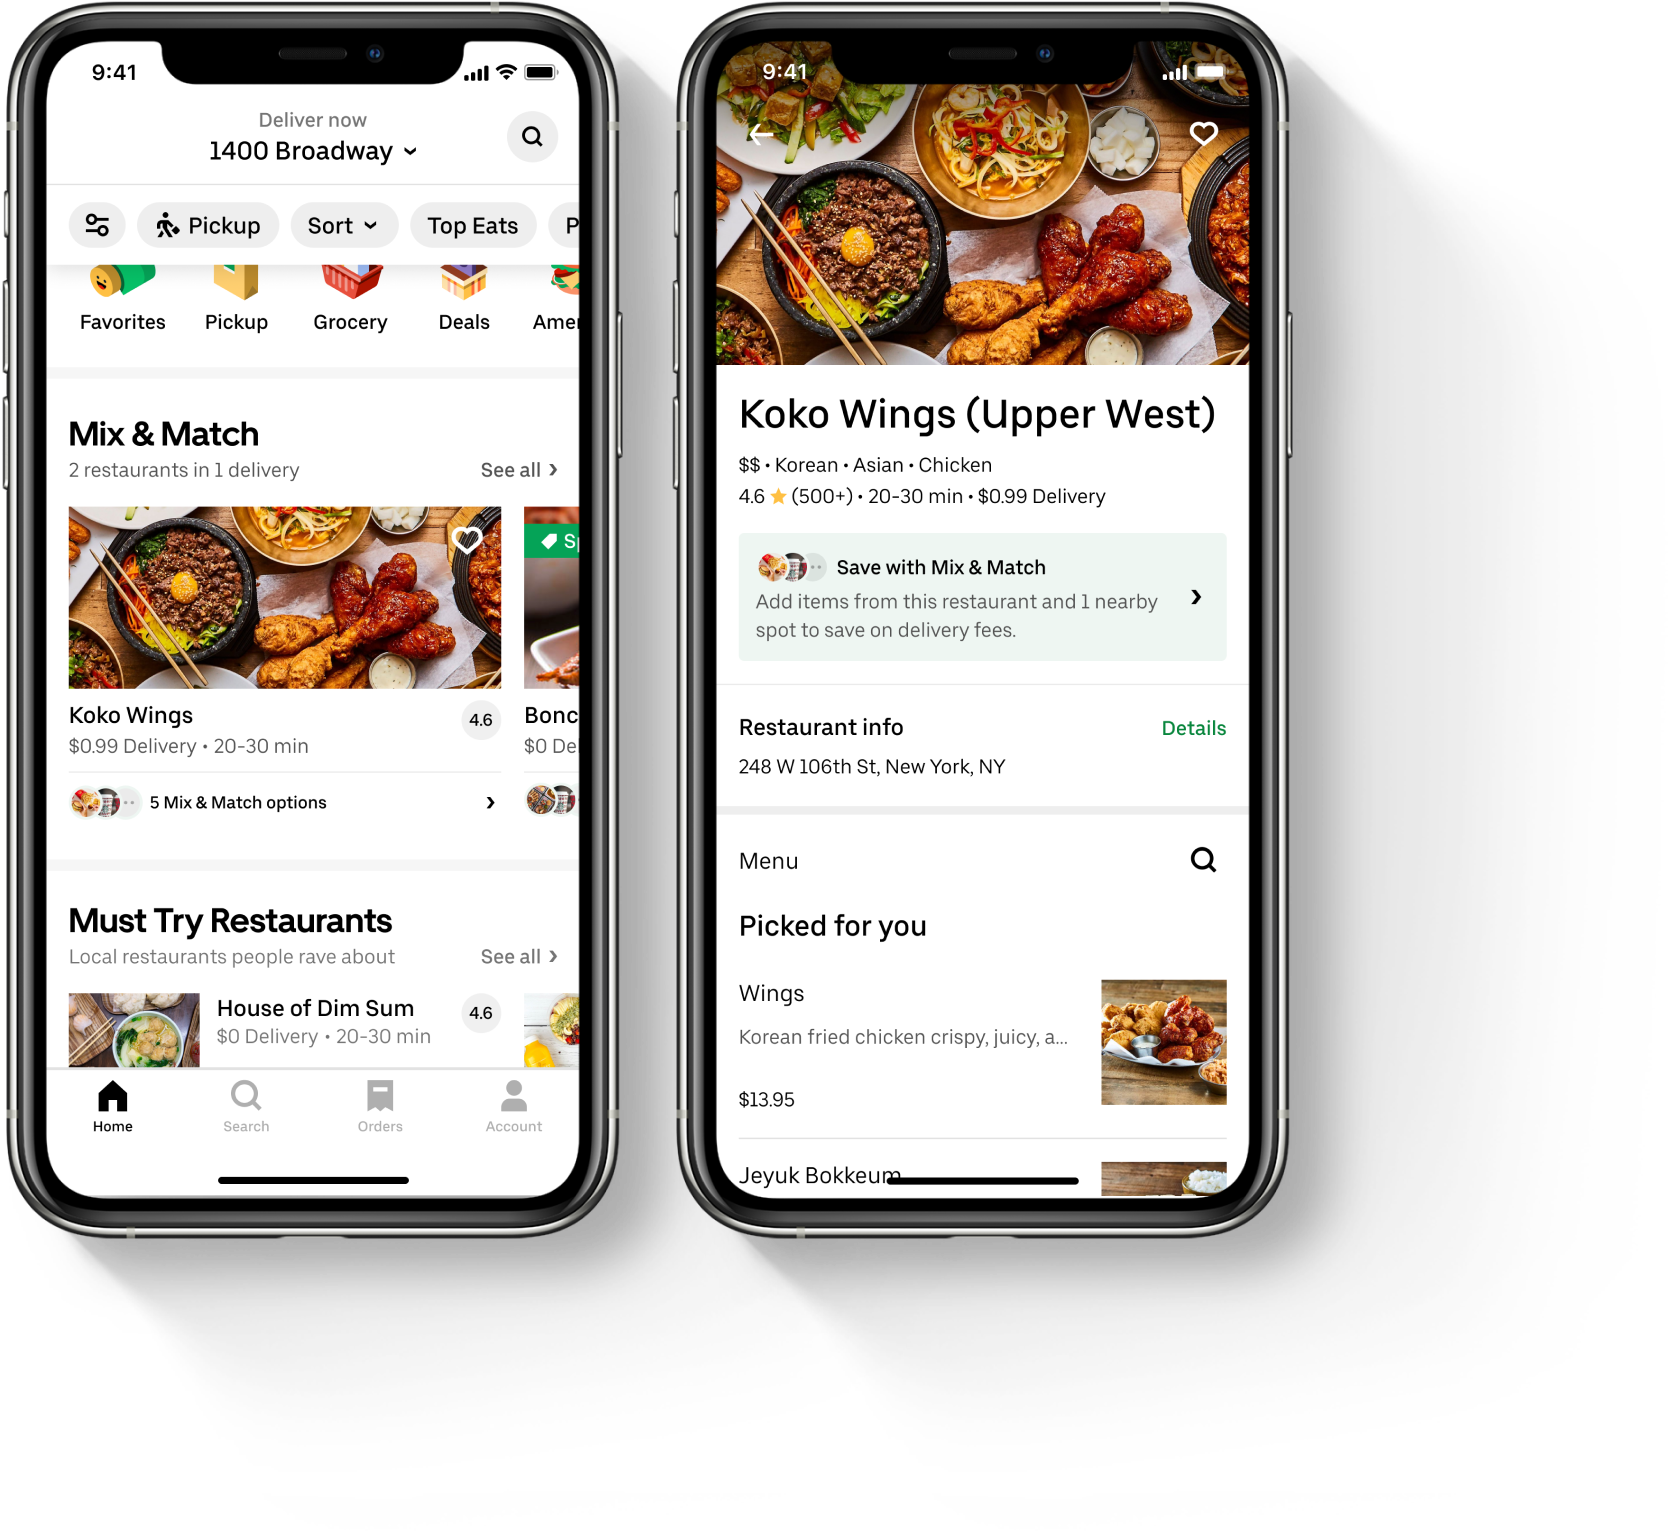 9:41
Deliver now
1400 Broadway
Pickup
Sort
Top Eats
Favorites
Pickup
Grocery
Deals
Mix & Match
2 restaurants in 1 delivery
See all
Koko Wings
4.6
$0.99 Delivery • 20-30 min
5 Mix & Match options
$0
Must Try Restaurants
Local restaurants people rave about
See all
House of Dim Sum
4.6
$0 Delivery • 20-30 min
Home
Search
Orders
Account
9:41
Koko Wings (Upper West)
$$ • Korean • Asian • Chicken
4.6 ★ (500+) • 20-30 min • $0.99 Delivery
Save with Mix & Match
Add items from this restaurant and 1 nearby
spot to save on delivery fees.
Restaurant info
Details
248 W 106th St, New York, NY
Menu
Picked for you
Wings
Korean fried chicken crispy, juicy, a...
$13.95
Jeyuk Bokkeum